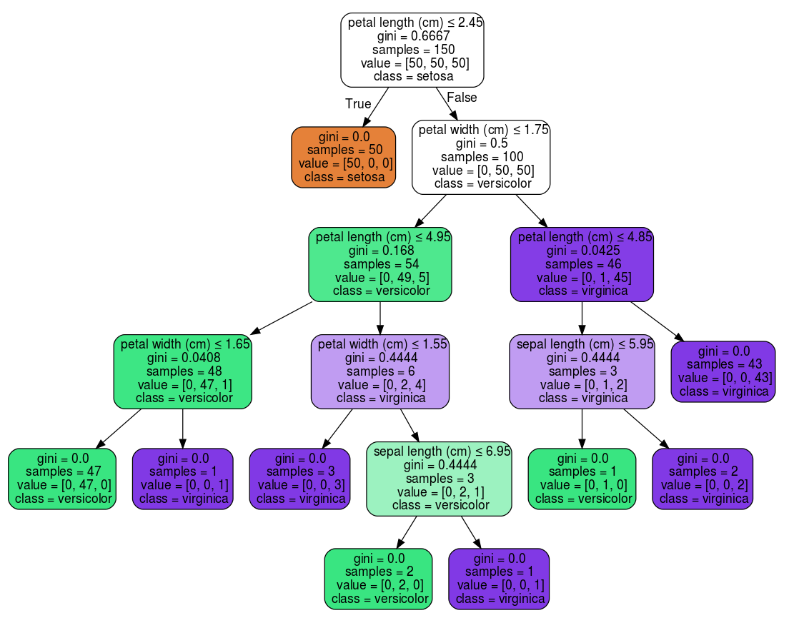 petal length (cm) ≤ 2.45
gini = 0.6667
samples = 150
value = [50, 50, 50]
class = setosa
True
False
gini = 0.0
samples = 50
value = [50, 0, 0]
class = setosa
petal width (cm) ≤ 1.75
gini = 0.5
samples = 100
value = [0, 50, 50]
class = versicolor
petal length (cm) ≤ 4.95
gini = 0.168
samples = 54
value = [0, 49, 5]
class = versicolor
petal length (cm) ≤ 4.85
gini = 0.0425
samples = 46
value = [0, 1, 45]
class = virginica
petal width (cm) ≤ 1.65
gini = 0.0408
samples = 48
value = [0, 47, 1]
class = versicolor
petal width (cm) ≤ 1.55
gini = 0.4444
samples = 6
value = [0, 2, 4]
class = virginica
sepal length (cm) ≤ 5.95
gini = 0.4444
samples = 3
value = [0, 1, 2]
class = virginica
gini = 0.0
samples = 43
value = [0, 0, 43]
class = virginica
gini = 0.0
samples = 47
value = [0, 47, 0]
class = versicolor
gini = 0.0
samples = 1
value = [0, 0, 1]
class = virginica
gini = 0.0
samples = 3
value = [0, 0, 3]
class = virginica
sepal length (cm) ≤ 6.95
gini = 0.4444
samples = 3
value = [0, 2, 1]
class = versicolor
gini = 0.0
samples = 1
value = [0, 1, 0]
class = versicolor
gini = 0.0
samples = 2
value = [0, 0, 2]
class = virginica
gini = 0.0
samples = 2
value = [0, 2, 0]
class = versicolor
gini = 0.0
samples = 1
value = [0, 0, 1]
class = virginica